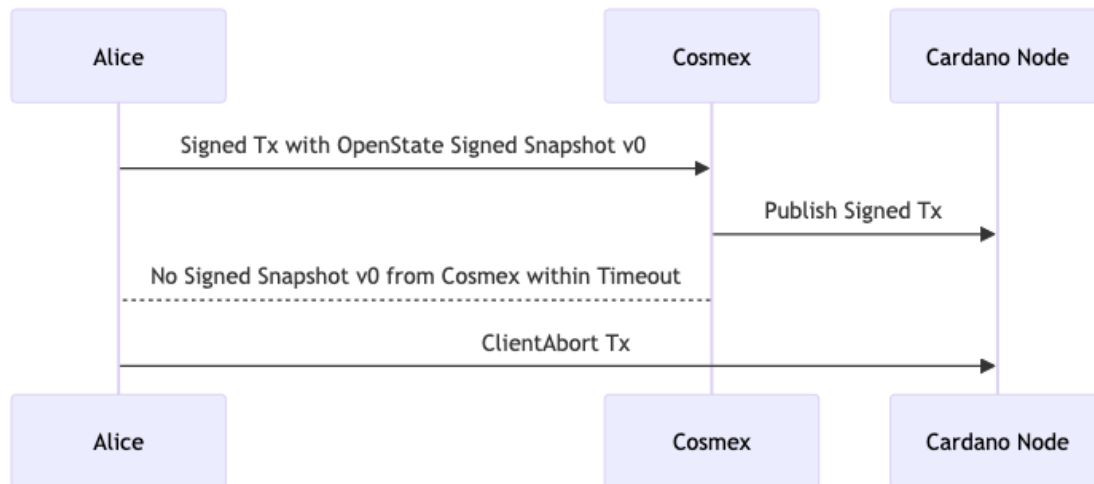 Alice
Cosmex
Cardano Node
Signed Tx with OpenState Signed Snapshot v0
Publish Signed Tx
No Signed Snapshot v0 from Cosmex within Timeout
ClientAbort Tx
Alice
Cosmex
Cardano Node